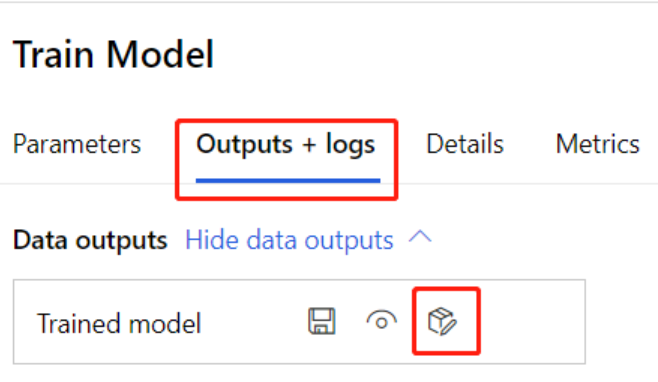 Train Model
Parameters Outputs + logs Details Metrics
Data outputs Hide data outputs
Trained model